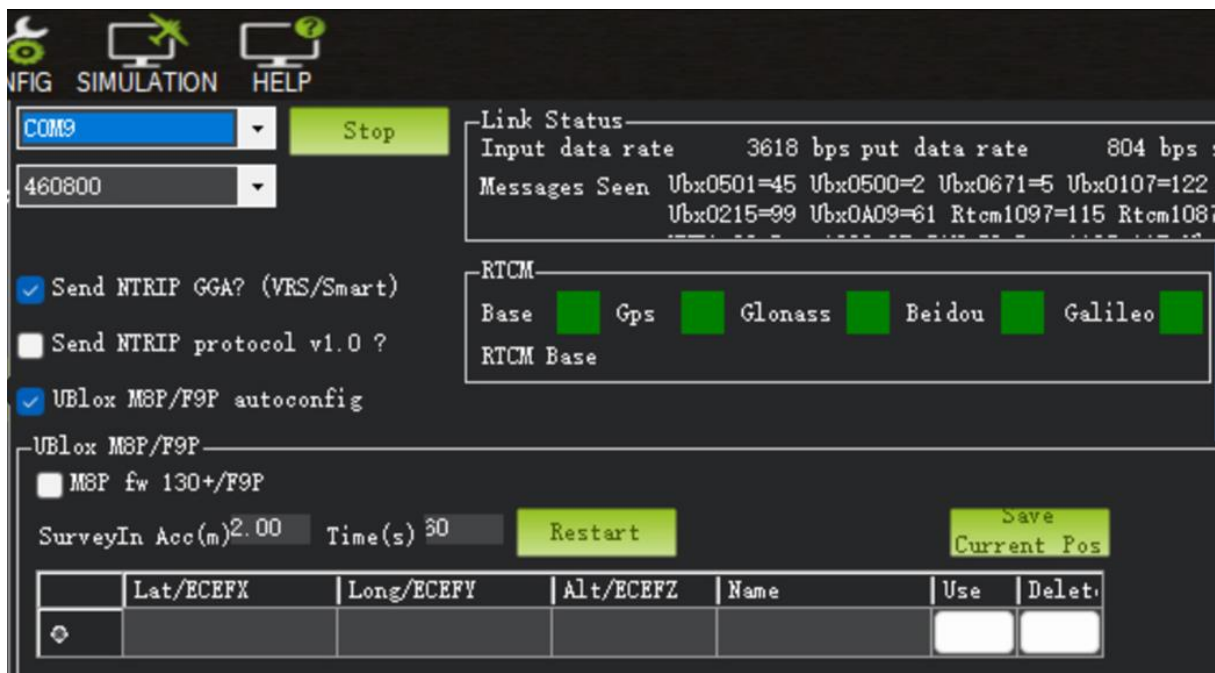 NFIG SIMULATION HELP
COM9
Stop
460800
Link Status
Input data rate 3618 bps put data rate 804 bps
Messages Seen Ubx0501=45 Ubx0500=2 Ubx0671=5 Ubx0107=122
Ubx0215=99 Ubx0A09=61 Rtcm1097=115 Rtcm1087
Send NTRIP GGA? (VRS/Smart)
Send NTRIP protocol v1.0 ?
UBlox M8P/F9P autoconfig
RTCM
Base Gps Glonass Beidou Galileo
RTCM Base
UBlox M8P/F9P
M8P fw 130+/F9P
SurveyIn Acc(m) 2.00 Time(s) 60 Restart
Save
Current Pos
Lat/ECEFX Long/ECEFY Alt/ECEFZ Name Use Delet